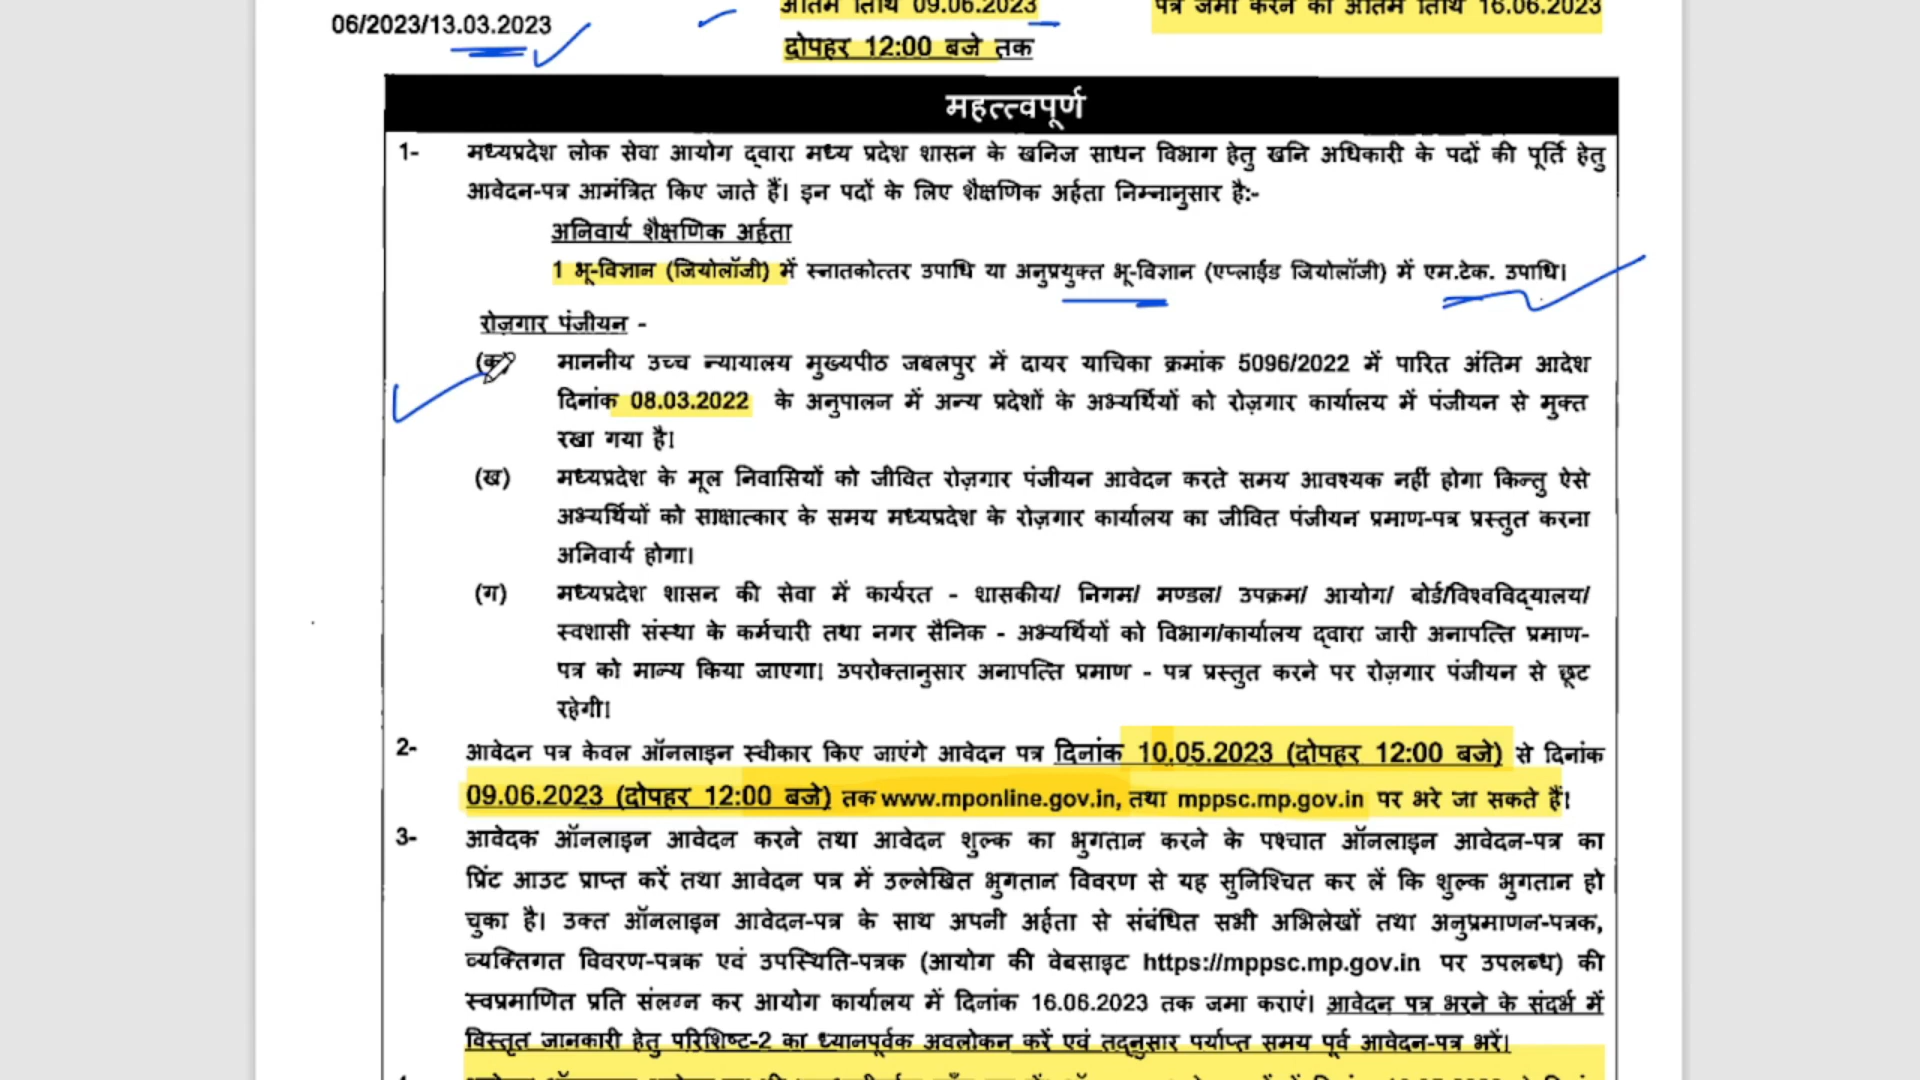 अंतिम तिथि 09.06.2023
पत्र जमा करने की अंतिम तिथि 16.06.2023
06/2023/13.03.2023
दोपहर 12:00 बजे तक
महत्त्वपूर्ण
1- मध्यप्रदेश लोक सेवा आयोग द्वारा मध्य प्रदेश शासन के खनिज साधन विभाग हेतु खनि अधिकारी के पदों की पूर्ति हेतु
आवेदन-पत्र आमंत्रित किए जाते हैं। इन पदों के लिए शैक्षणिक अर्हता निम्नानुसार है:-
अनिवार्य शैक्षणिक अर्हता
1 भू-विज्ञान (जियोलॉजी) में स्नातकोत्तर उपाधि या अनुप्रयुक्त भू-विज्ञान (एप्लाईड जियोलॉजी) में एम.टेक. उपाधि।
रोज़गार पंजीयन -
(क) माननीय उच्च न्यायालय मुख्यपीठ जबलपुर में दायर याचिका क्रमांक 5096/2022 में पारित अंतिम आदेश
दिनांक 08.03.2022 के अनुपालन में अन्य प्रदेशों के अभ्यर्थियों को रोज़गार कार्यालय में पंजीयन से मुक्त
रखा गया है।
(ख) मध्यप्रदेश के मूल निवासियों को जीवित रोज़गार पंजीयन आवेदन करते समय आवश्यक नहीं होगा किन्तु ऐसे
अभ्यर्थियों को साक्षात्कार के समय मध्यप्रदेश के रोज़गार कार्यालय का जीवित पंजीयन प्रमाण-पत्र प्रस्तुत करना
अनिवार्य होगा।
(ग) मध्यप्रदेश शासन की सेवा में कार्यरत - शासकीय/ निगम/ मण्डल/ उपक्रम/ आयोग/ बोर्ड/विश्वविद्यालय/
स्वशासी संस्था के कर्मचारी तथा नगर सैनिक - अभ्यर्थियों को विभाग/कार्यालय द्वारा जारी अनापत्ति प्रमाण-
पत्र को मान्य किया जाएगा। उपरोक्तानुसार अनापत्ति प्रमाण - पत्र प्रस्तुत करने पर रोज़गार पंजीयन से छूट
रहेगी।
2- आवेदन पत्र केवल ऑनलाइन स्वीकार किए जाएंगे आवेदन पत्र दिनांक 10.05.2023 (दोपहर 12:00 बजे) से दिनांक
09.06.2023 (दोपहर 12:00 बजे) तक www.mponline.gov.in, तथा mppsc.mp.gov.in पर भरे जा सकते हैं।
3- आवेदक ऑनलाइन आवेदन करने तथा आवेदन शुल्क का भुगतान करने के पश्चात ऑनलाइन आवेदन-पत्र का
प्रिंट आउट प्राप्त करें तथा आवेदन पत्र में उल्लेखित भुगतान विवरण से यह सुनिश्चित कर लें कि शुल्क भुगतान हो
चुका है। उक्त ऑनलाइन आवेदन-पत्र के साथ अपनी अर्हता से संबंधित सभी अभिलेखों तथा अनुप्रमाणन-पत्रक,
व्यक्तिगत विवरण-पत्रक एवं उपस्थिति-पत्रक (आयोग की वेबसाइट https://mppsc.mp.gov.in पर उपलब्ध) की
स्वप्रमाणित प्रति संलग्न कर आयोग कार्यालय में दिनांक 16.06.2023 तक जमा कराएं। आवेदन पत्र भरने के संदर्भ में
विस्तृत जानकारी हेतु परिशिष्ट-2 का ध्यानपूर्वक अवलोकन करें एवं तद्नुसार पर्याप्त समय पूर्व आवेदन-पत्र भरें।